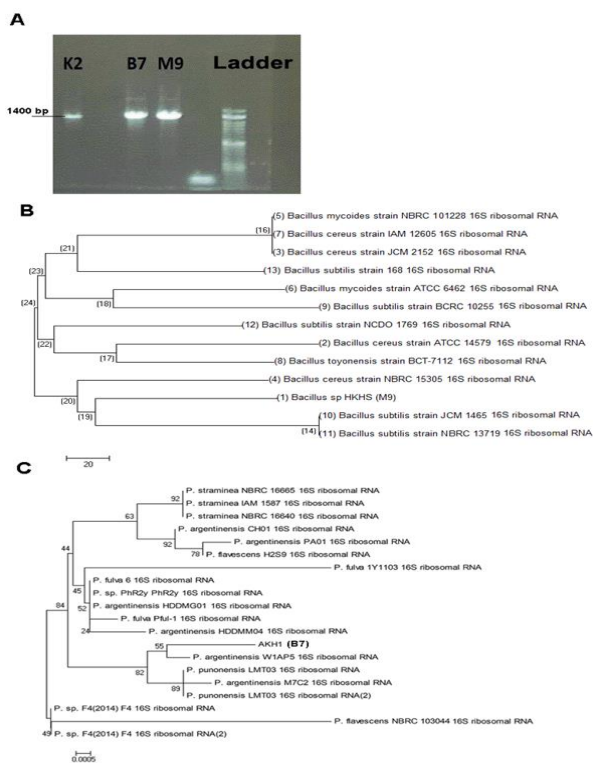 A
K2 B7 M9 Ladder
1400 bp
B
(5) Bacillus mycoides strain NBRC 101228 16S ribosomal RNA
(16)
(7) Bacillus cereus strain IAM 12605 16S ribosomal RNA
(3) Bacillus cereus strain JCM 2152 16S ribosomal RNA
(21)
(13) Bacillus subtilis strain 168 16S ribosomal RNA
(23)
(6) Bacillus mycoides strain ATCC 6462 16S ribosomal RNA
(18)
(9) Bacillus subtilis strain BCRC 10255 16S ribosomal RNA
(24)
(12) Bacillus subtilis strain NCDO 1769 16S ribosomal RNA
(22)
(2) Bacillus cereus strain ATCC 14579 16S ribosomal RNA
(17)
(8) Bacillus toyonensis strain BCT-7112 16S ribosomal RNA
(4) Bacillus cereus strain NBRC 15305 16S ribosomal RNA
(20)
(1) Bacillus sp HKHS (M9)
(19)
(10) Bacillus subtilis strain JCM 1465 16S ribosomal RNA
(14)
(11) Bacillus subtilis strain NBRC 13719 16S ribosomal RNA
20
C
P. straminea NBRC 16665 16S ribosomal RNA
92
P. straminea IAM 1587 16S ribosomal RNA
P. straminea NBRC 16640 16S ribosomal RNA
63
P. argentinensis CH01 16S ribosomal RNA
92
P. argentinensis PA01 16S ribosomal RNA
78
P. flavescens H2S9 16S ribosomal RNA
44
P. fulva 1Y1103 16S ribosomal RNA
P. fulva 6 16S ribosomal RNA
45
P. sp. PhR2y PhR2y 16S ribosomal RNA
84
P. argentinensis HDDMG01 16S ribosomal RNA
52
P. fulva Pful-1 16S ribosomal RNA
24
P. argentinensis HDDMM04 16S ribosomal RNA
55
AKH1 (B7)
P. argentinensis W1AP5 16S ribosomal RNA
82
P. punonensis LMT03 16S ribosomal RNA
P. argentinensis M7C2 16S ribosomal RNA
89
P. punonensis LMT03 16S ribosomal RNA(2)
P. sp. F4(2014) F4 16S ribosomal RNA
P. flavescens NBRC 103044 16S ribosomal RNA
49
P. sp. F4(2014) F4 16S ribosomal RNA(2)
0.0005